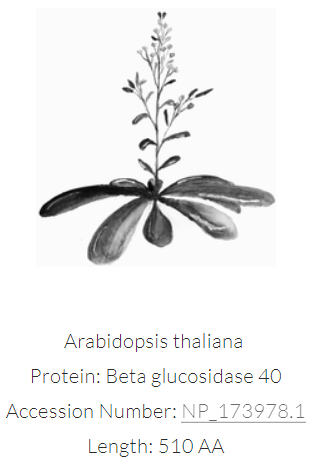 Arabidopsis thaliana
Protein: Beta glucosidase 40
Accession Number: NP_173978.1
Length: 510 AA